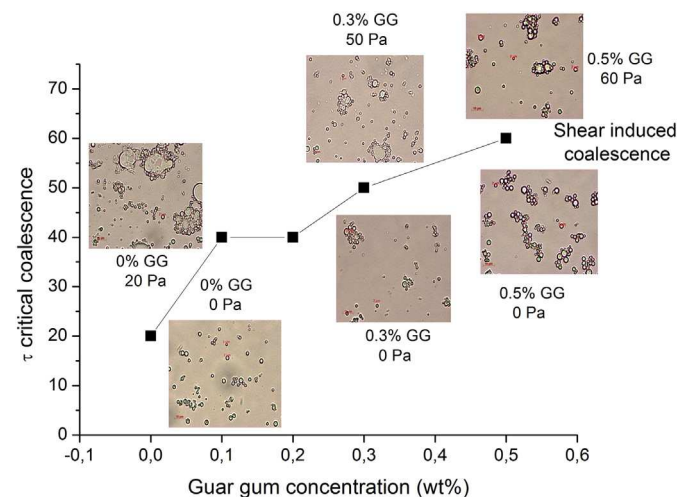 0.3% GG
50 Pa
0.5% GG
60 Pa
Shear induced
coalescence
70
60
50
40
30
20
10
0
τ critical coalescence
0% GG
20 Pa
0% GG
0 Pa
0.3% GG
0 Pa
0.5% GG
0 Pa
-0,1
0,0
0,1
0,2
0,3
0,4
0,5
0,6
Guar gum concentration (wt%)